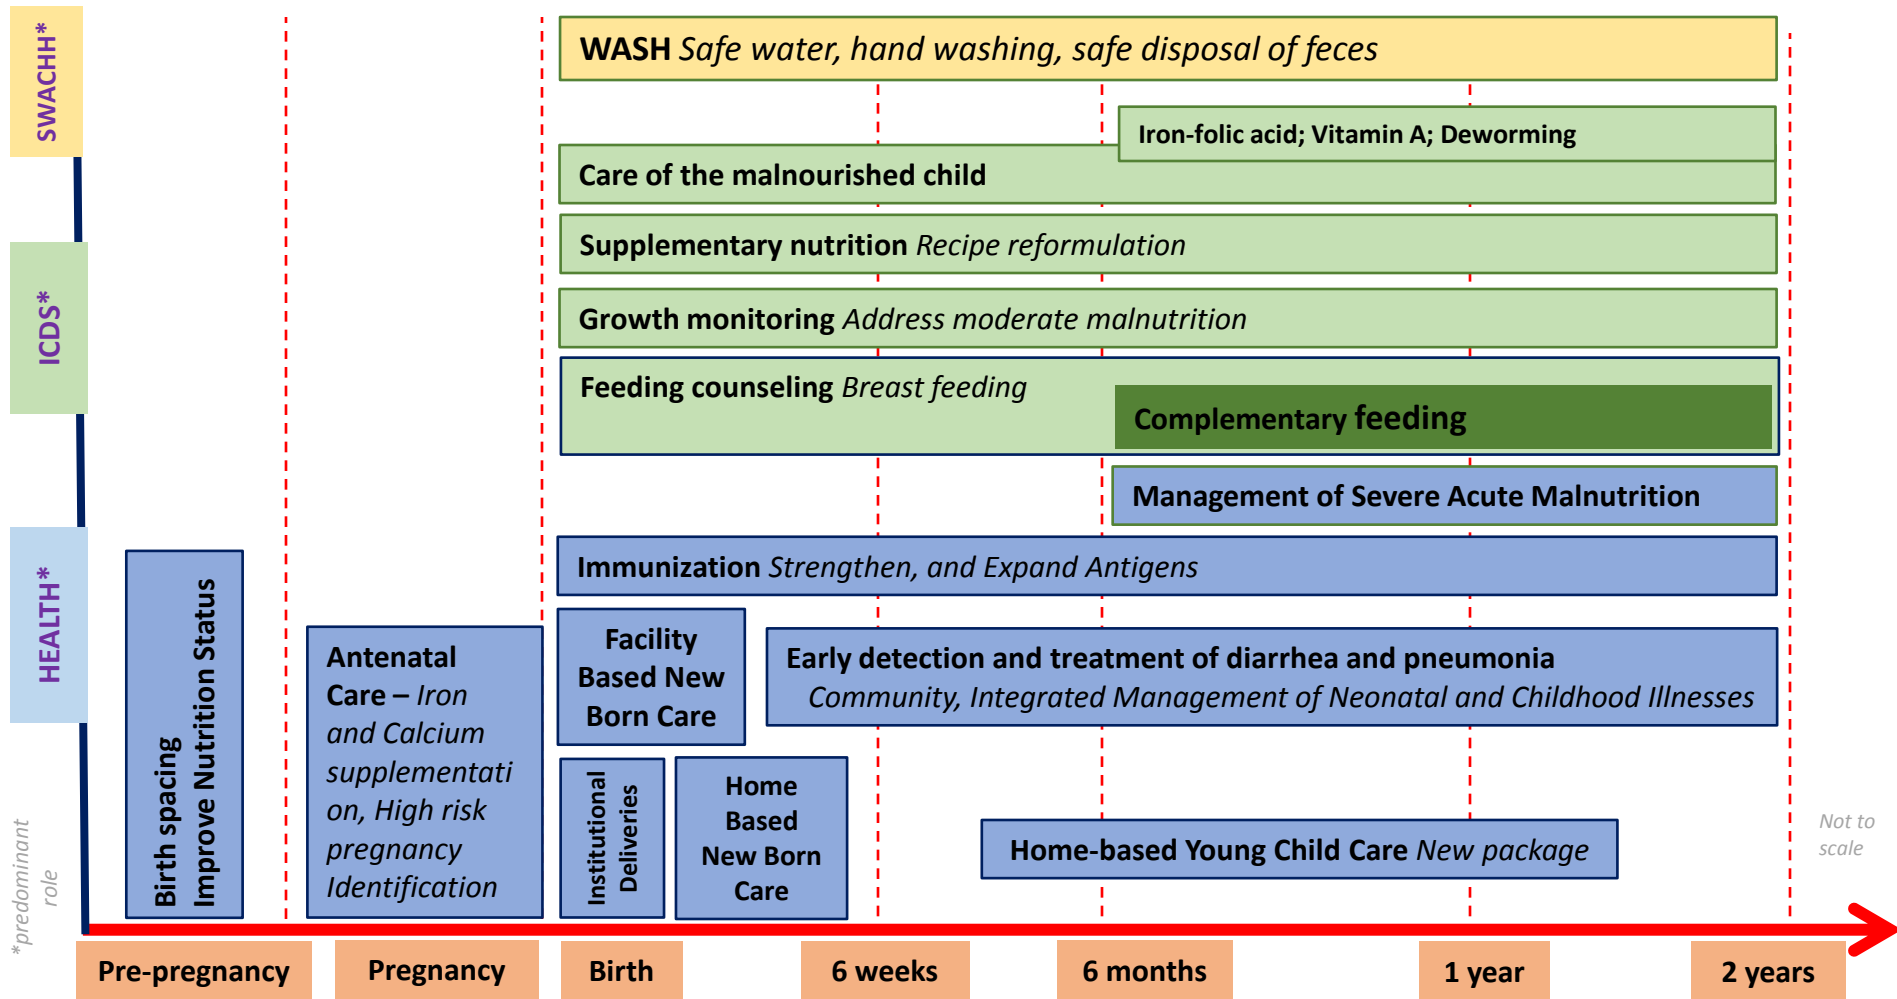 SWACHH*
WASH Safe water, hand washing, safe disposal of feces
Iron-folic acid; Vitamin A; Deworming
Care of the malnourished child
Supplementary nutrition Recipe reformulation
ICDS*
Growth monitoring Address moderate malnutrition
Feeding counseling Breast feeding
Complementary feeding
Management of Severe Acute Malnutrition
HEALTH*
Immunization Strengthen, and Expand Antigens
Birth spacing
Improve Nutrition Status
Antenatal
Care – Iron
and Calcium
supplementati
on, High risk
pregnancy
Identification
Facility
Based New
Born Care
Early detection and treatment of diarrhea and pneumonia
Community, Integrated Management of Neonatal and Childhood Illnesses
Institutional
Deliveries
Home
Based
New Born
Care
Home-based Young Child Care New package
Not to
scale
*predominant
role
Pre-pregnancy
Pregnancy
Birth
6 weeks
6 months
1 year
2 years